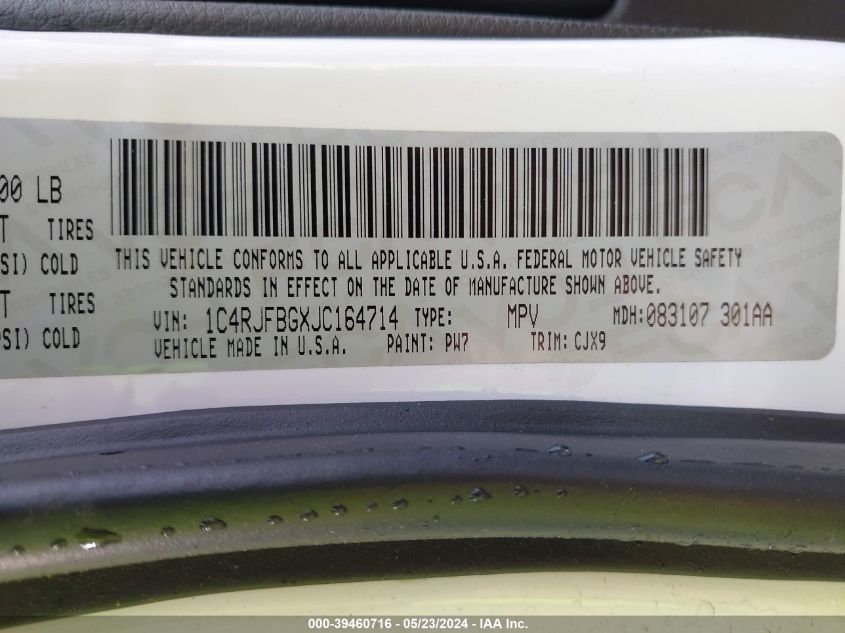 00 LB
T TIRES
SI) COLD
T TIRES
PSI) COLD
THIS VEHICLE CONFORMS TO ALL APPLICABLE U.S.A. FEDERAL MOTOR VEHICLE SAFETY
STANDARDS IN EFFECT ON THE DATE OF MANUFACTURE SHOWN ABOVE.
VIN: 1C4RJFBGXJC164714 TYPE: MPV MDH:083107 301AA
VEHICLE MADE IN U.S.A. PAINT: PW7 TRIM: CJX9
000-39460716 - 05/23/2024 - IAA Inc.